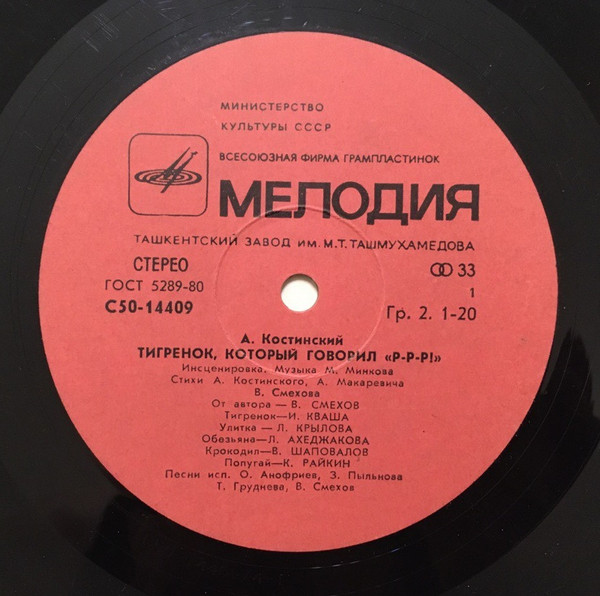 МИНИСТЕРСТВО
КУЛЬТУРЫ СССР
ВСЕСОЮЗНАЯ ФИРМА ГРАМПЛАСТИНОК
МЕЛОДИЯ
ТАШКЕНТСКИЙ ЗАВОД ИМ. М.Т. ТАШМУХАМЕДОВА
СТЕРЕО 33
ГОСТ 5289-80 1
С50-14409 Гр. 2. 1-20
А. Костинский
ТИГРЕНОК, КОТОРЫЙ ГОВОРИЛ «Р-Р-Р!»
Инсценировка. Музыка М. Минкова
Стихи А. Костинского, А. Макаревича
В. Смехова
От автора — В. СМЕХОВ
Тигренок—И. КВАША
Улитка — Л. КРЫЛОВА
Обезьяна—Л. АХЕДЖАКОВА
Крокодил—В. ШАПОВАЛОВ
Попугай—К. РАЙКИН
Песни исп. О. Анофриев, З. Пыльнова
Т. Груднева, В. Смехов